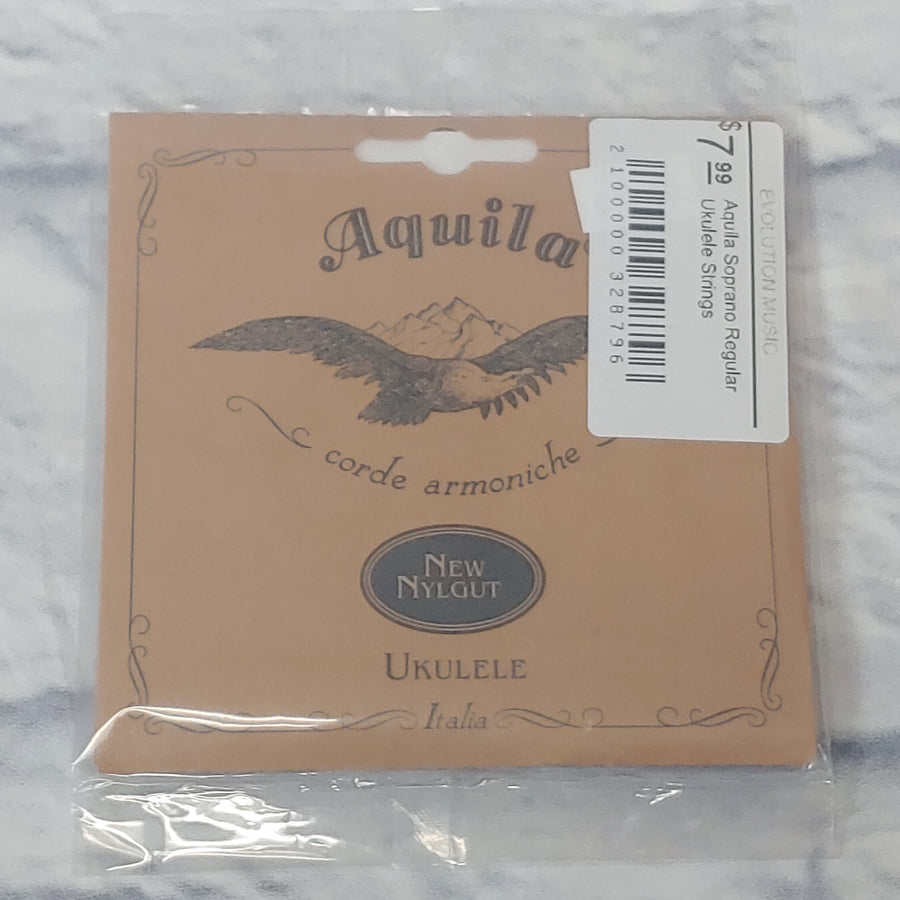 Aquila
corde armoniche
NEW
NYLGUT
UKULELE
Italia
EVOLUTION MUSIC
$7.99
Aquila Soprano Regular
Ukulele Strings
2 100000 328796